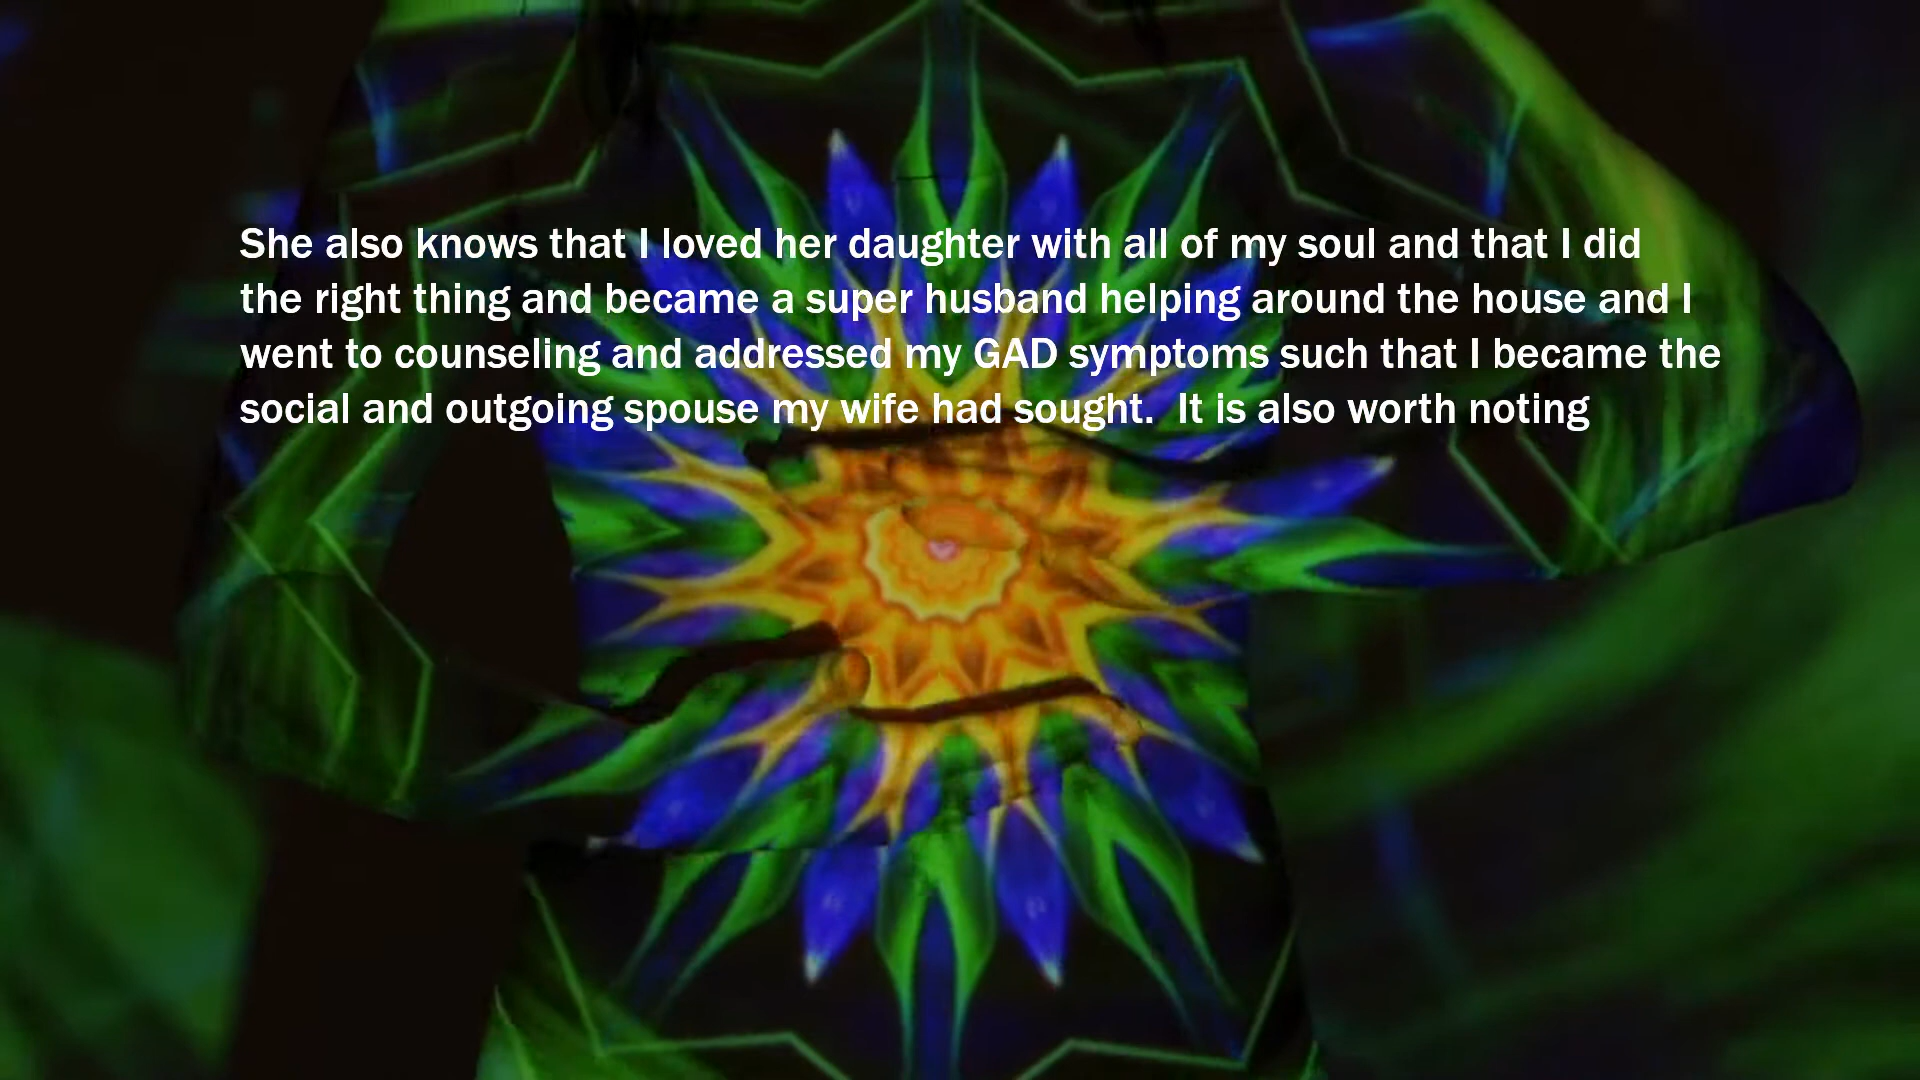 She also knows that I loved her daughter with all of my soul and that I did
the right thing and became a super husband helping around the house and I
went to counseling and addressed my GAD symptoms such that I became the
social and outgoing spouse my wife had sought.  It is also worth noting